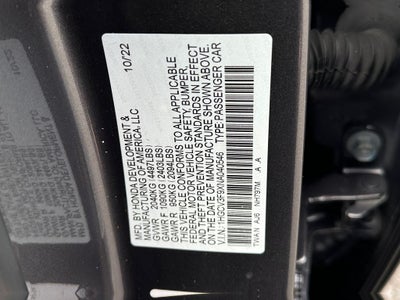 MFD. BY HONDA DEVELOPMENT & 10/22
MANUFACTURING OF AMERICA, LLC
GVWR 2040KG (4497LBS)
GAWR F 1090KG (2403LBS)
GAWR R 950KG (2094LBS)
THIS VEHICLE CONFORMS TO ALL APPLICABLE
FEDERAL MOTOR VEHICLE SAFETY, BUMPER,
AND THEFT PREVENTION STANDARDS IN EFFECT
ON THE DATE OF MANUFACTURE SHOWN ABOVE.
V.I.N.: TYPE PASSENGER CAR
TWAN AJ6 NH797M A A